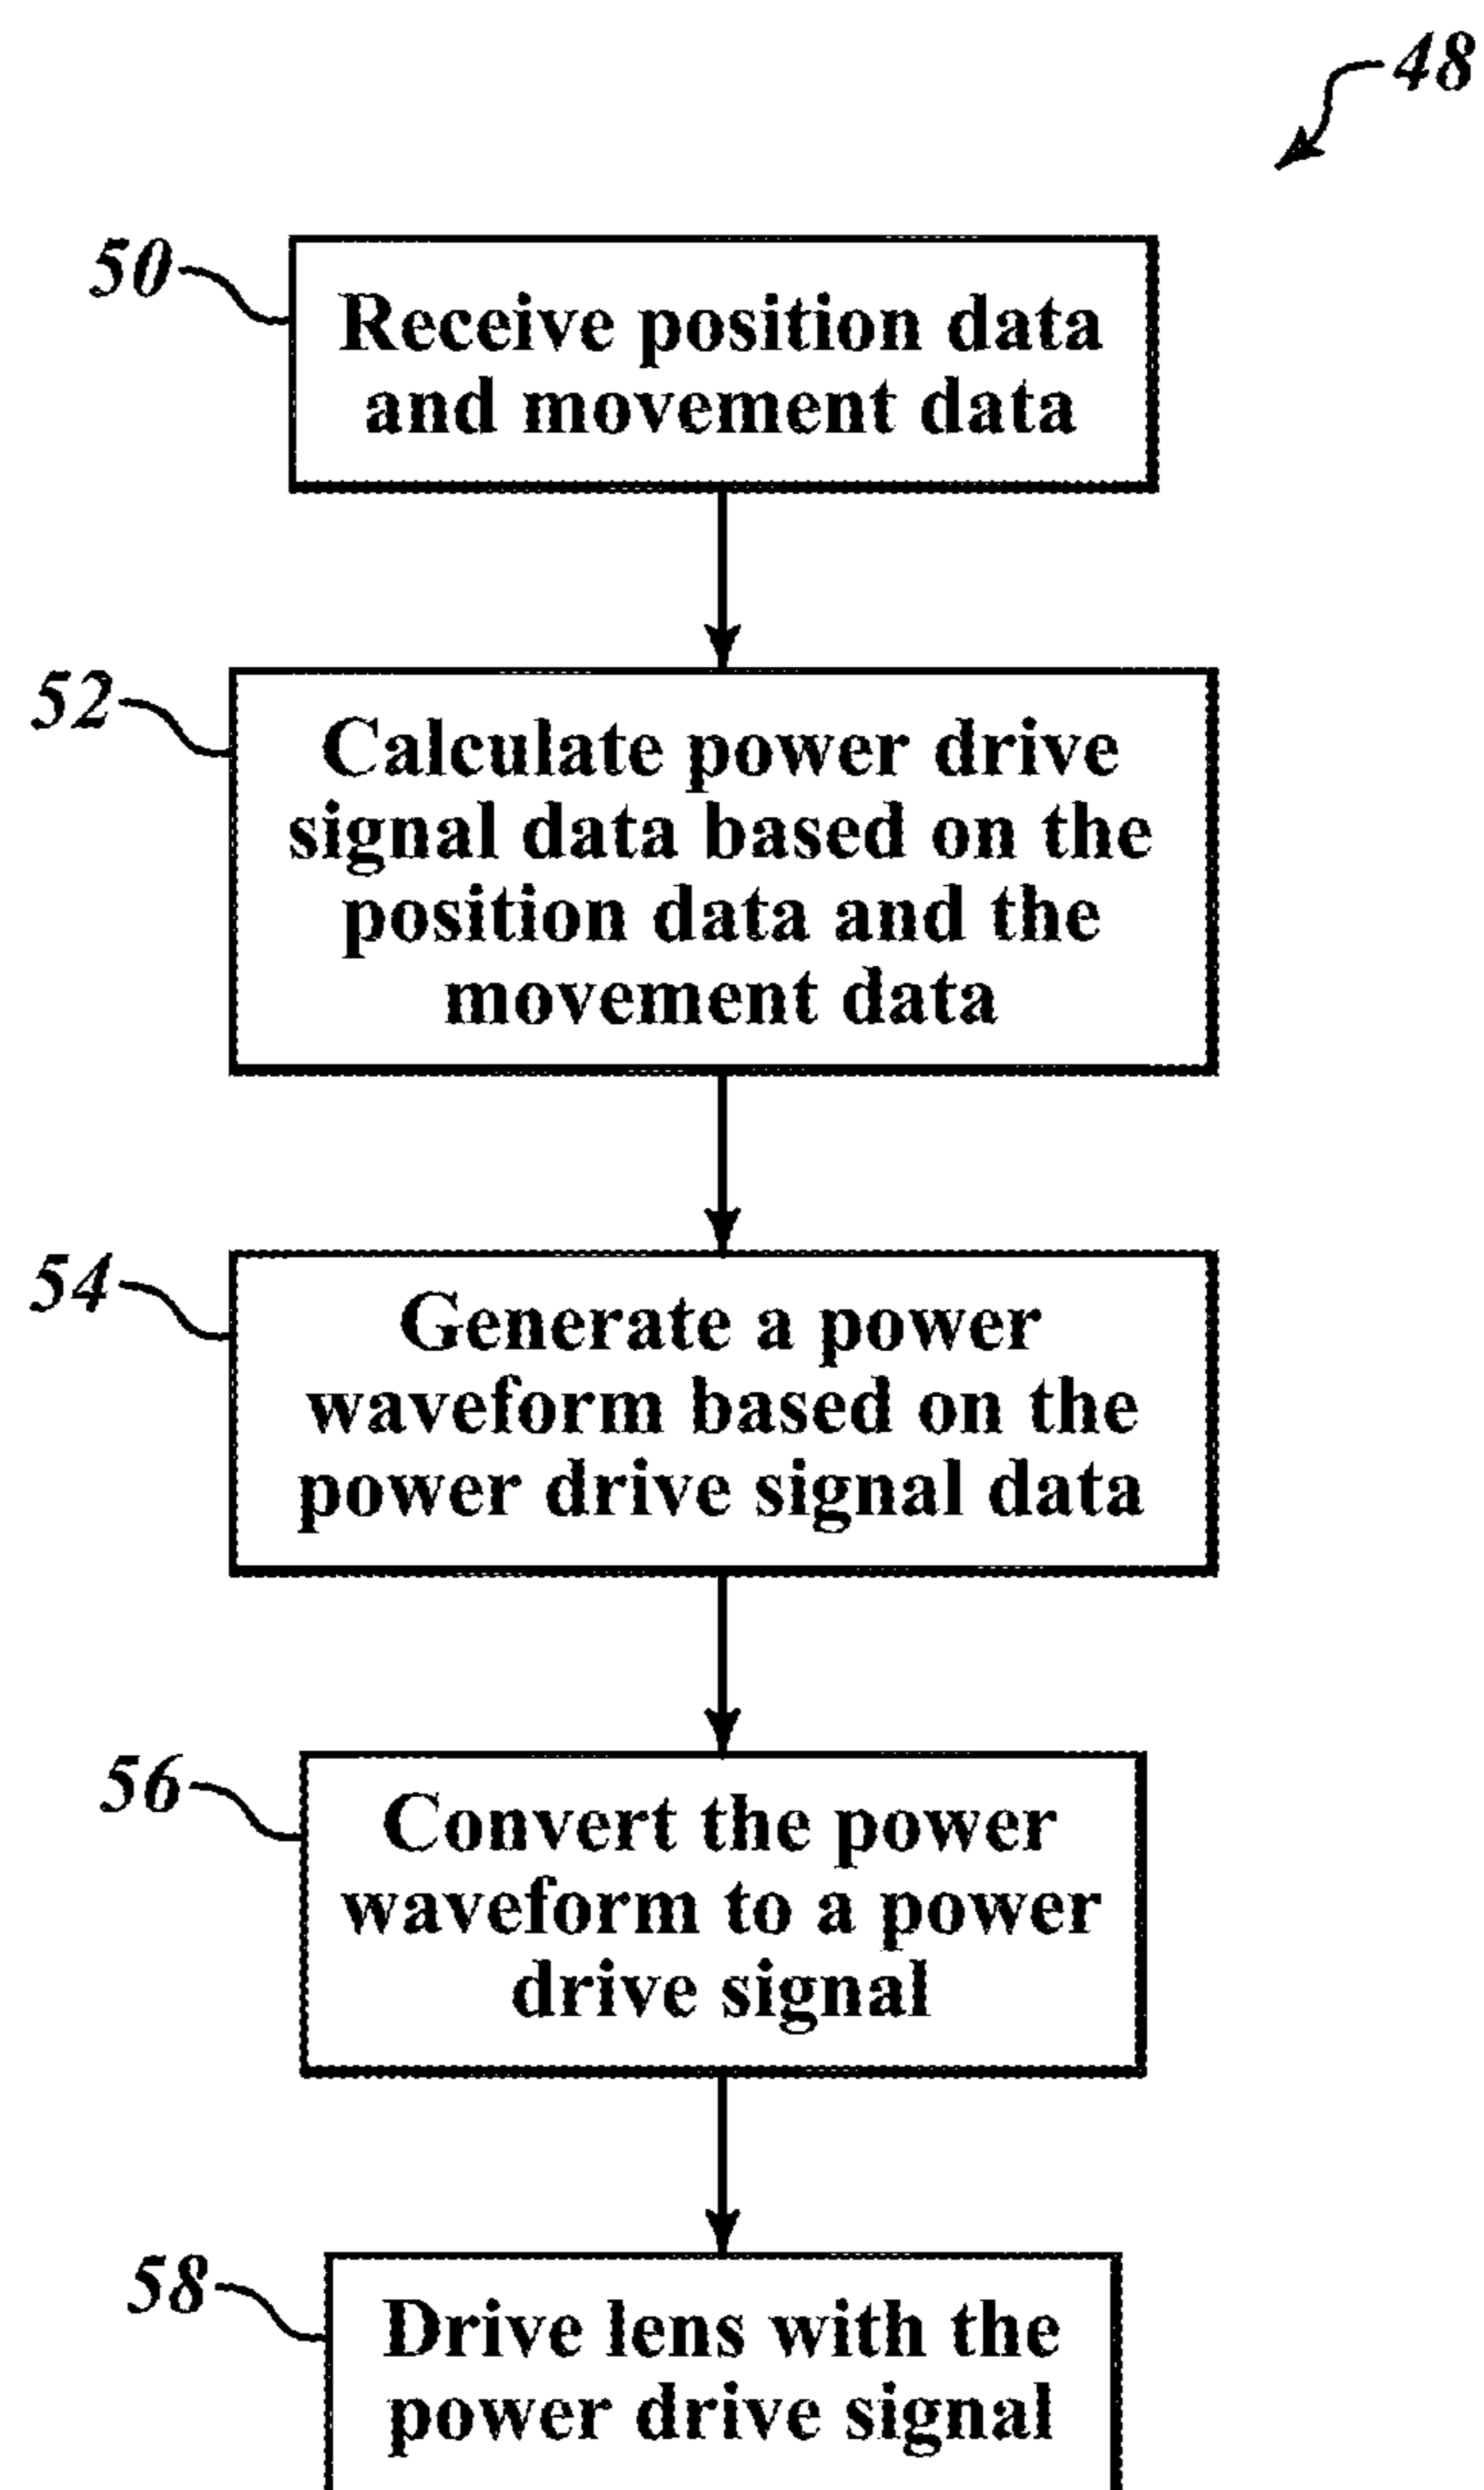 48
50
Receive position data
and movement data
52
Calculate power drive
signal data based on the
position data and the
movement data
54
Generate a power
waveform based on the
power drive signal data
56
Convert the power
waveform to a power
drive signal
58
Drive lens with the
power drive signal